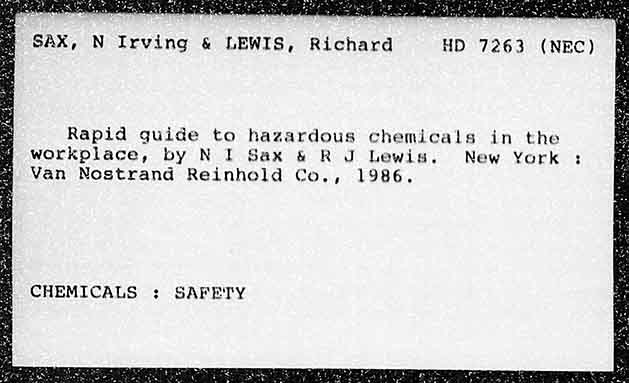 SAX, N Irving & LEWIS, Richard HD 7263 (NEC)
Rapid guide to hazardous chemicals in the
workplace, by N I Sax & R J Lewis. New York :
Van Nostrand Reinhold Co., 1986.
CHEMICALS : SAFETY